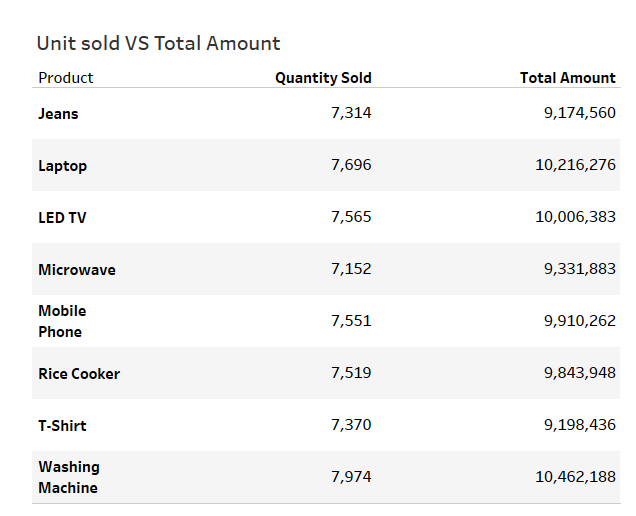 Unit sold VS Total Amount
Product Quantity Sold Total Amount
Jeans 7,314 9,174,560
Laptop 7,696 10,216,276
LED TV 7,565 10,006,383
Microwave 7,152 9,331,883
Mobile
Phone 7,551 9,910,262
Rice Cooker 7,519 9,843,948
T-Shirt 7,370 9,198,436
Washing
Machine 7,974 10,462,188